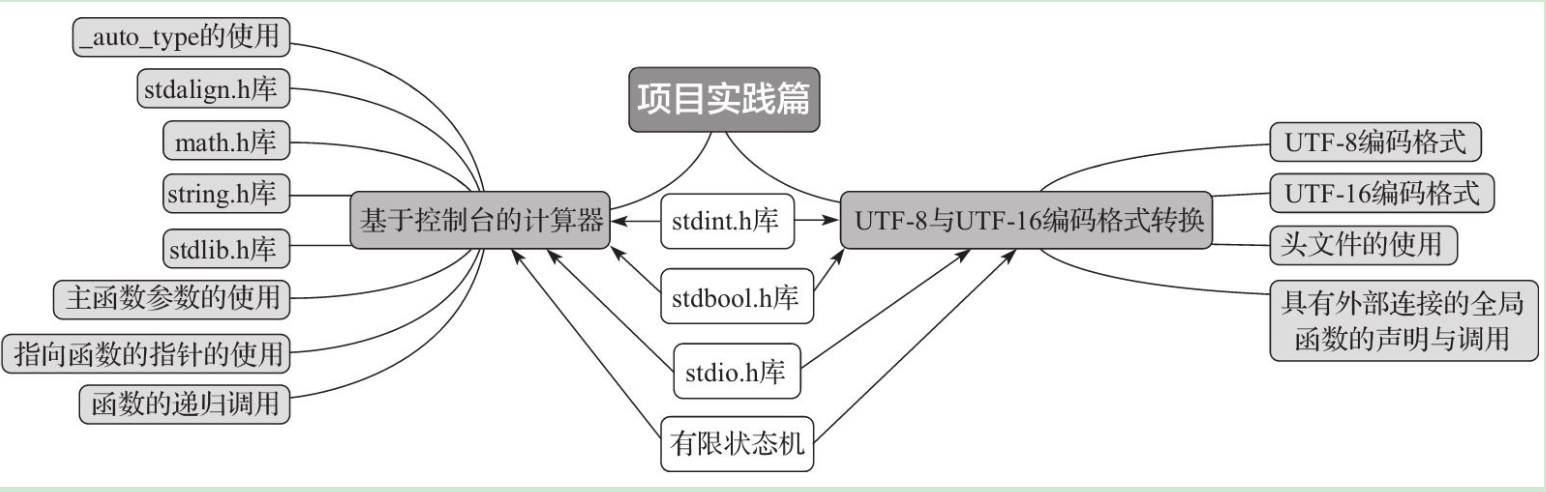 项目实践篇
_auto_type的使用
stdalign.h库
math.h库
string.h库
stdlib.h库
主函数参数的使用
指向函数的指针的使用
函数的递归调用
基于控制台的计算器
stdint.h库
stdbool.h库
stdio.h库
有限状态机
UTF-8与UTF-16编码格式转换
UTF-8编码格式
UTF-16编码格式
头文件的使用
具有外部连接的全局
函数的声明与调用